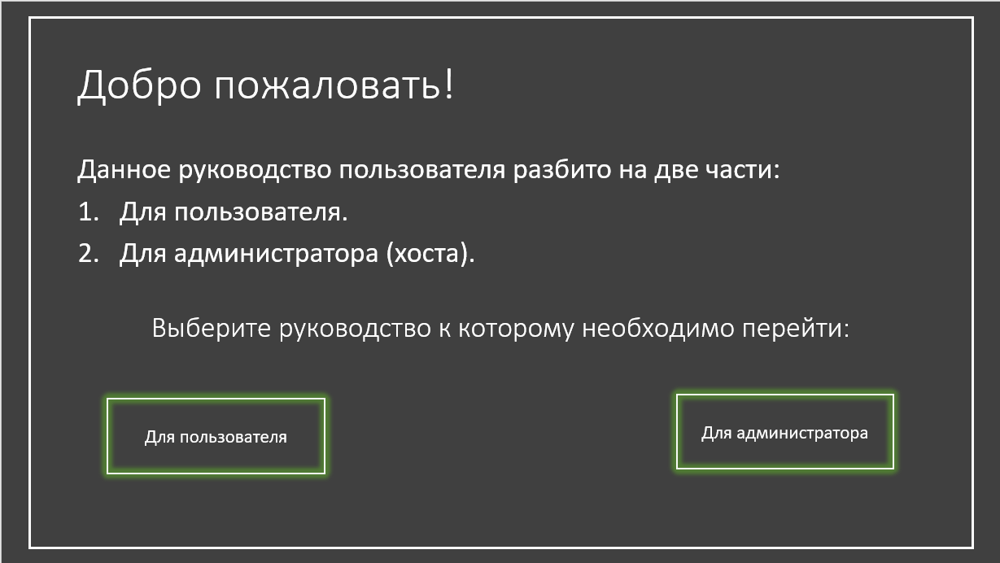 Добро пожаловать!
Данное руководство пользователя разбито на две части:
1. Для пользователя.
2. Для администратора (хоста).
Выберите руководство к которому необходимо перейти:
Для пользователя
Для администратора